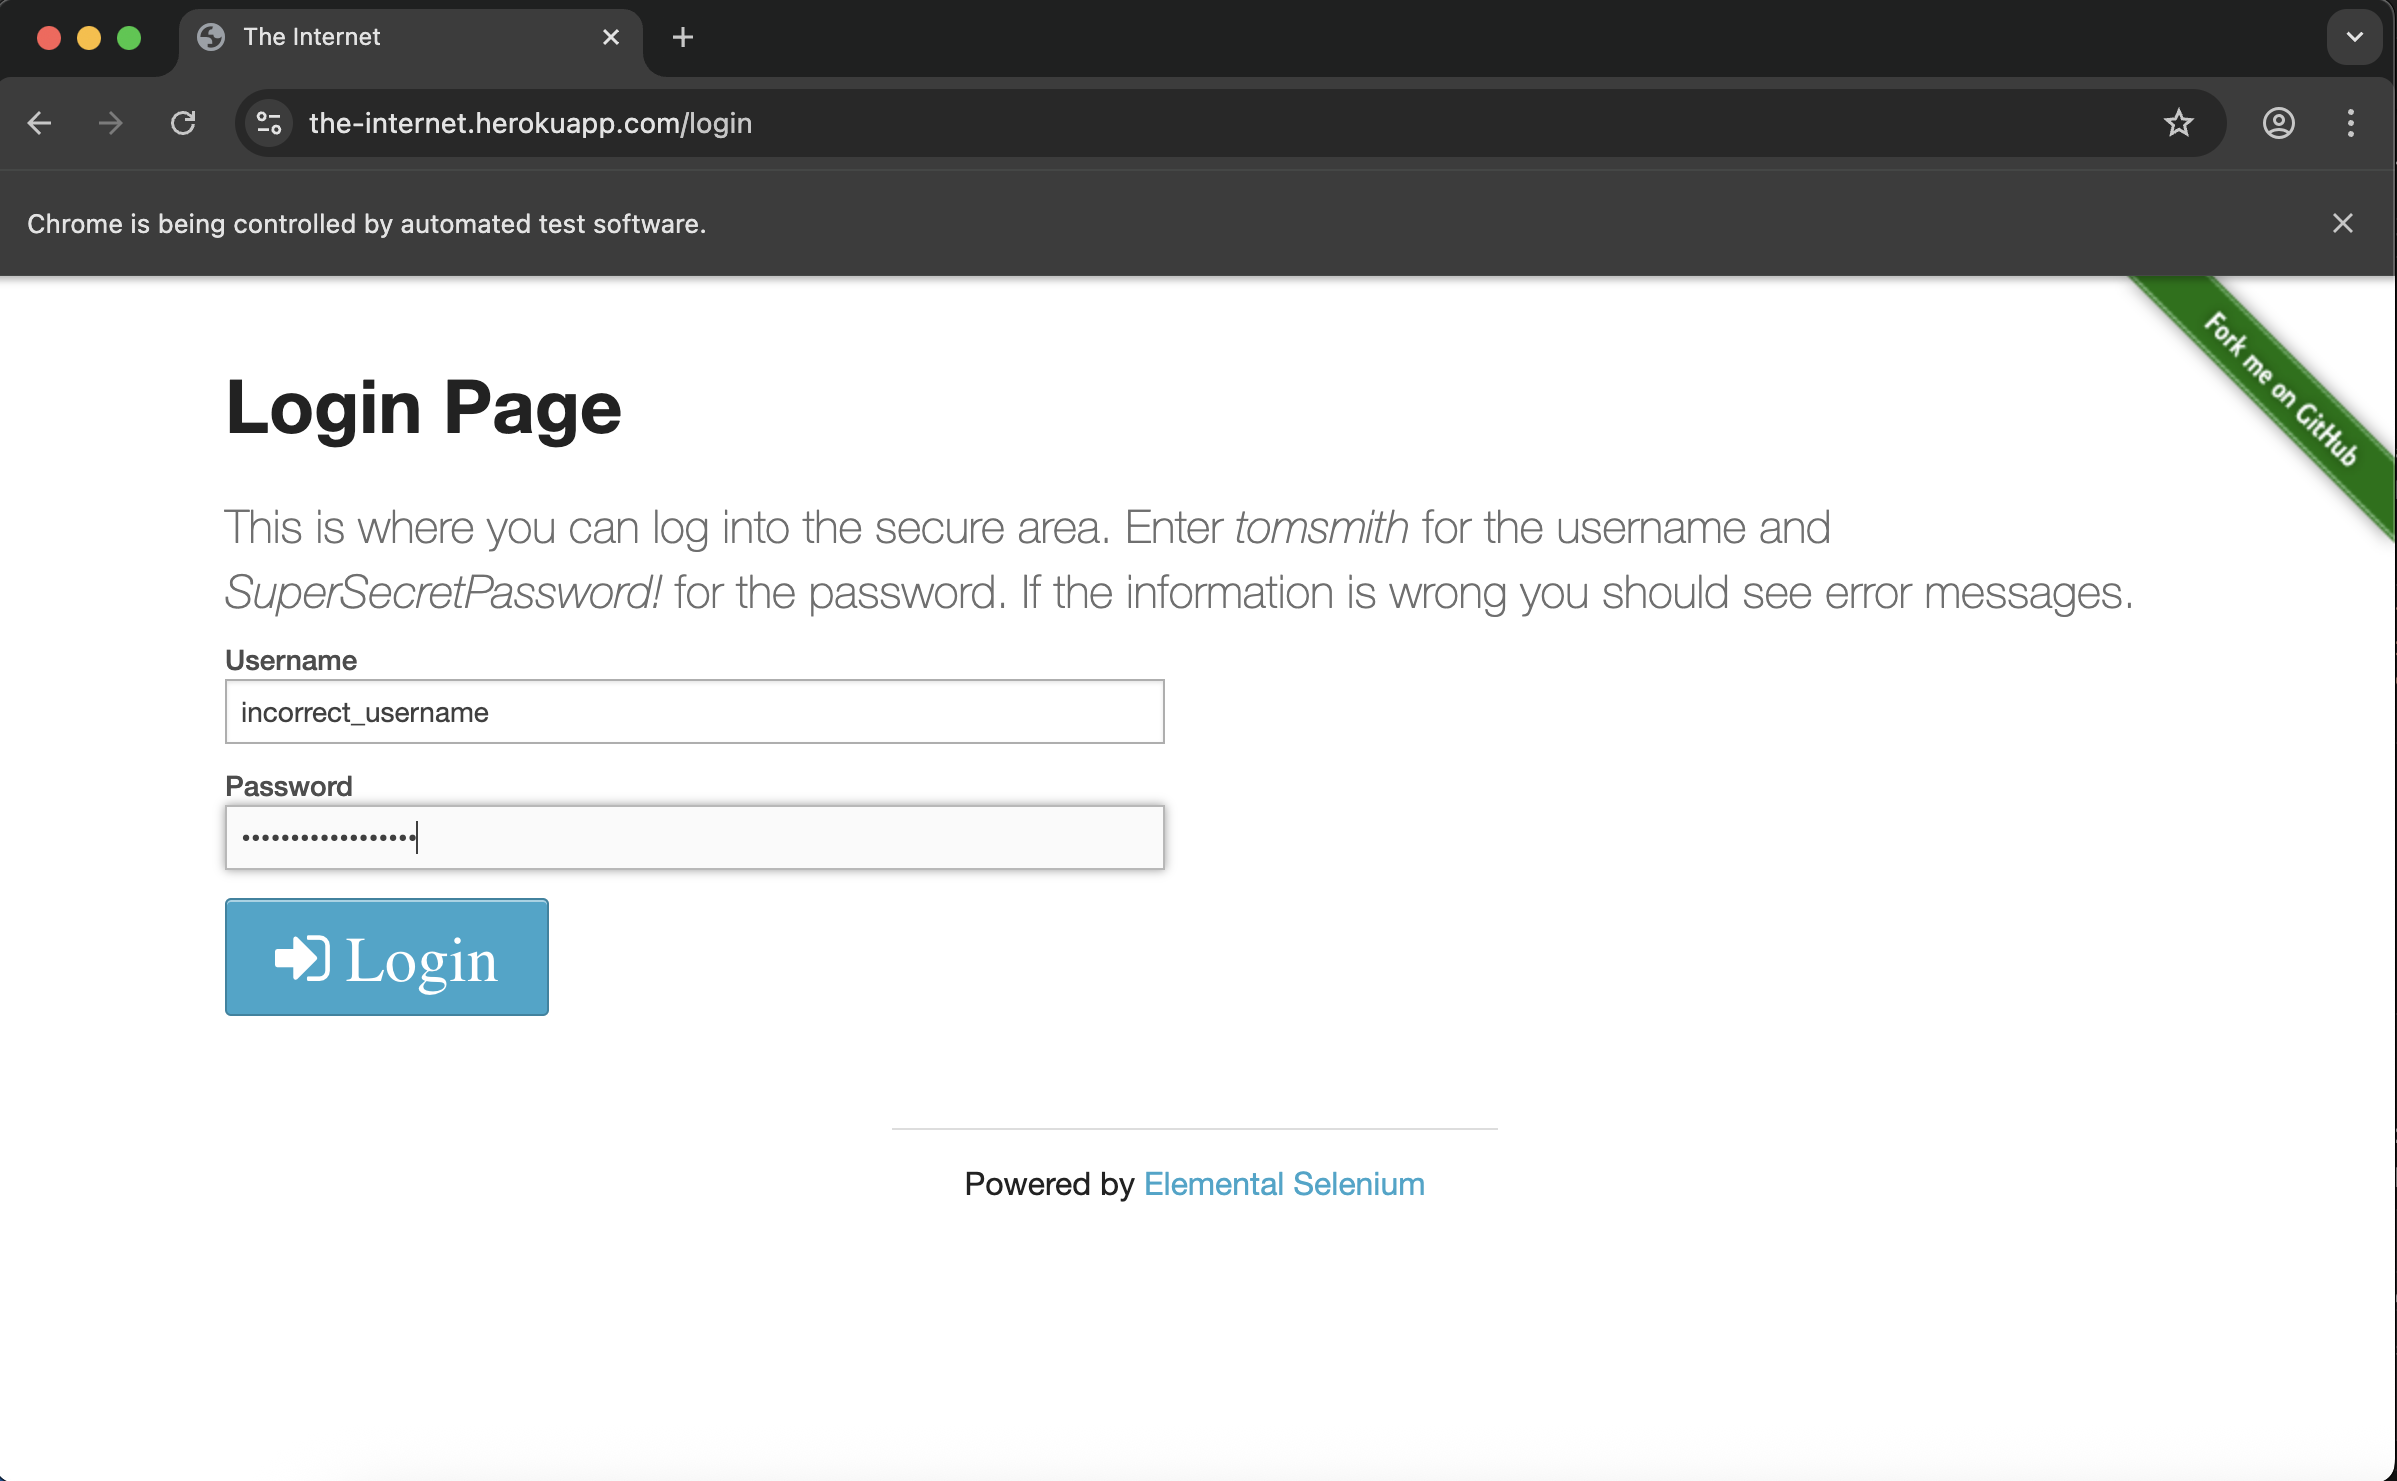 The Internet
the-internet.herokuapp.com/login
Chrome is being controlled by automated test software.
Fork me on GitHub
Login Page
This is where you can log into the secure area. Enter tomsmith for the username and
SuperSecretPassword! for the password. If the information is wrong you should see error messages.
Username
incorrect_username
Password
••••••••••••••••••
Login
Powered by Elemental Selenium